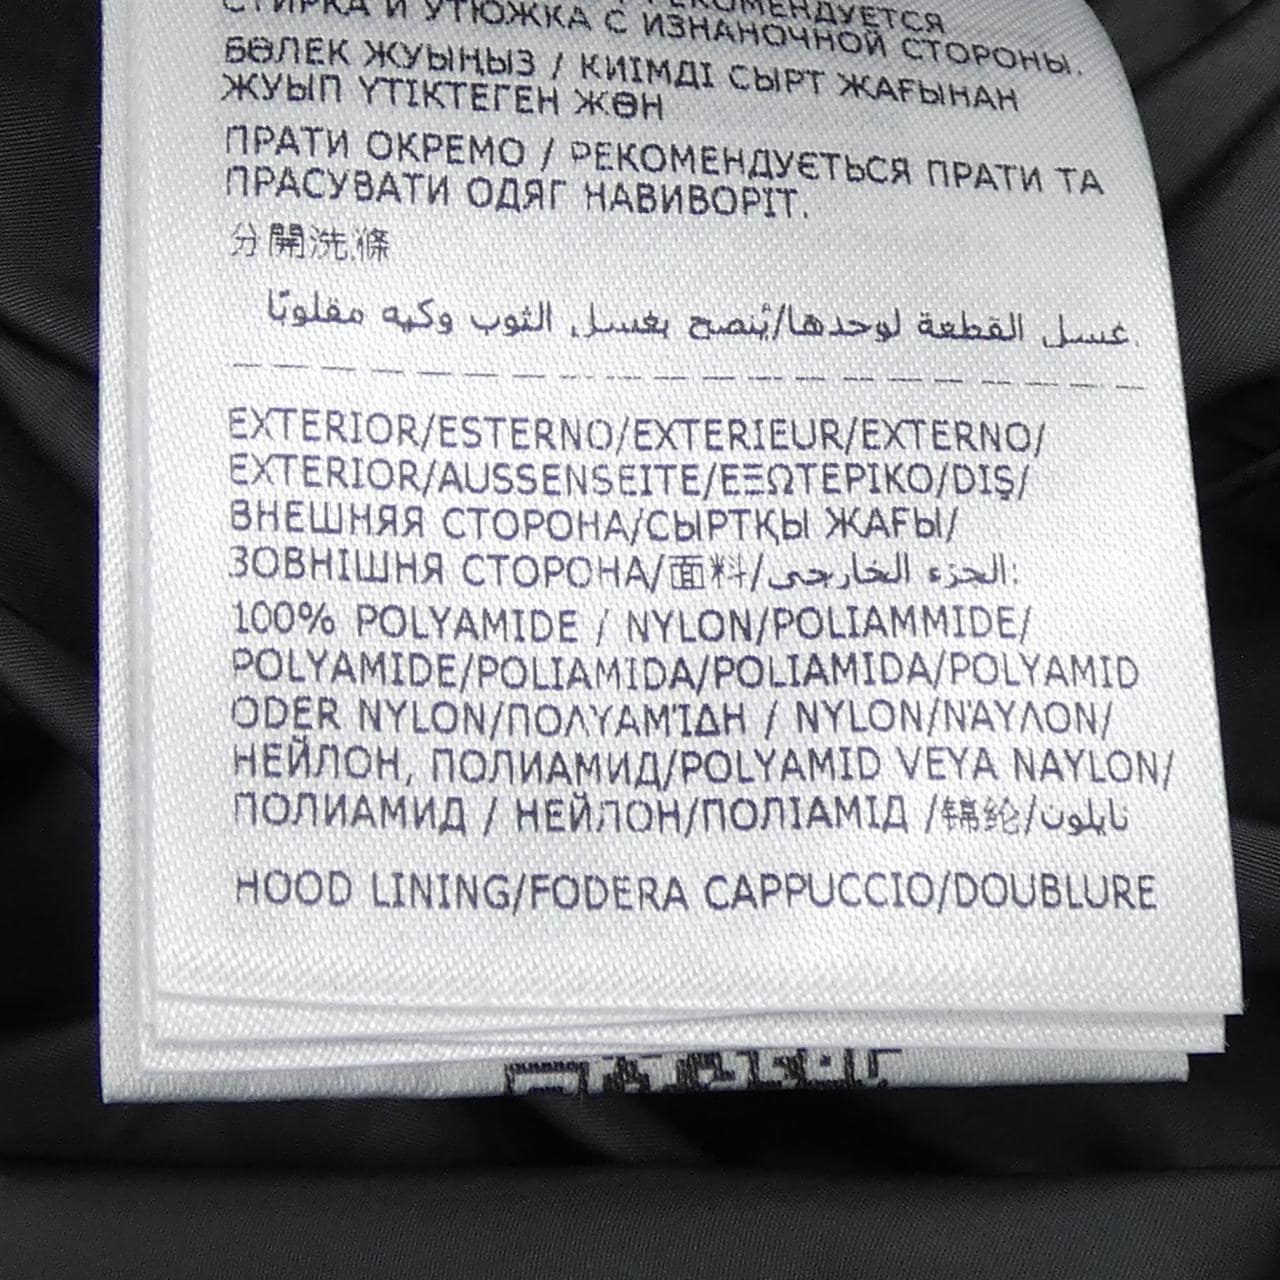 РЕКОМЕНДУЕТСЯ
СТИРКА И УТЮЖКА С ИЗНАНОЧНОЙ СТОРОНЫ.
БӨЛЕК ЖУЫҢЫЗ / КИІМДІ СЫРТ ЖАҒЫНАН
ЖУЫП ҮТІКТЕГЕН ЖӨН
ПРАТИ ОКРЕМО / РЕКОМЕНДУЄТЬСЯ ПРАТИ ТА
ПРАСУВАТИ ОДЯГ НАВИВОРІТ.
分開洗滌
غسل القطعة لوحدها/يُنصح بغسل الثوب وكيه مقلوبًا.
EXTERIOR/ESTERNO/EXTERIEUR/EXTERNO/
EXTERIOR/AUSSENSEITE/ΕΞΩΤΕΡΙΚΟ/DIŞ/
ВНЕШНЯЯ СТОРОНА/СЫРТҚЫ ЖАҒЫ/
ЗОВНІШНЯ СТОРОНА/面料/الجزء الخارجي:
100% POLYAMIDE / NYLON/POLIAMMIDE/
POLYAMIDE/POLIAMIDA/POLIAMIDA/POLYAMID
ODER NYLON/ΠΟΛΥΑΜΊΔΗ / NYLON/ΝΆΥΛΟΝ/
НЕЙЛОН, ПОЛИАМИД/POLYAMID VEYA NAYLON/
ПОЛИАМИД / НЕЙЛОН/ПОЛІАМІД /锦纶/نايلون
HOOD LINING/FODERA CAPPUCCIO/DOUBLURE